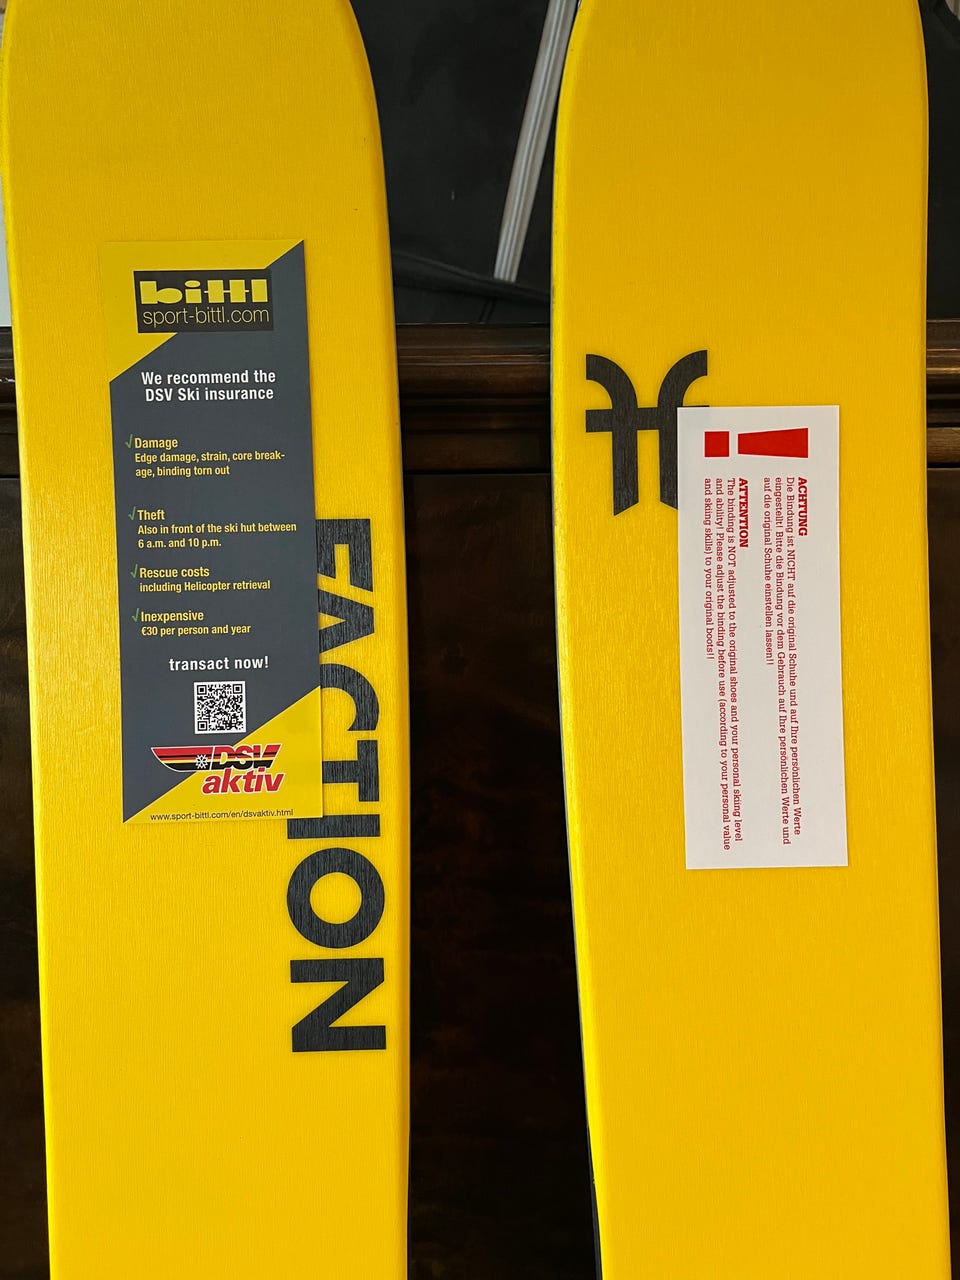 bittl
sport-bittl.com
We recommend the
DSV Ski insurance
√Damage
Edge damage, strain, core break-
age, binding torn out
√Theft
Also in front of the ski hut between
6 a.m. and 10 p.m.
√Rescue costs
including Helicopter retrieval
√Inexpensive
€30 per person and year
transact now!
DSV
aktiv
www.sport-bittl.com/en/dsvaktiv.html
FACTION
!
ACHTUNG
Die Bindung ist NICHT auf die original Schuhe und auf Ihre persönlichen Werte
eingestellt! Bitte die Bindung vor dem Gebrauch auf Ihre persönlichen Werte und
auf die original Schuhe einstellen lassen!!
ATTENTION
The binding is NOT adjusted to the original shoes and your personal skiing level
and ability! Please adjust the binding before use (according to your personal value
and skiing skills) to your original boots!!